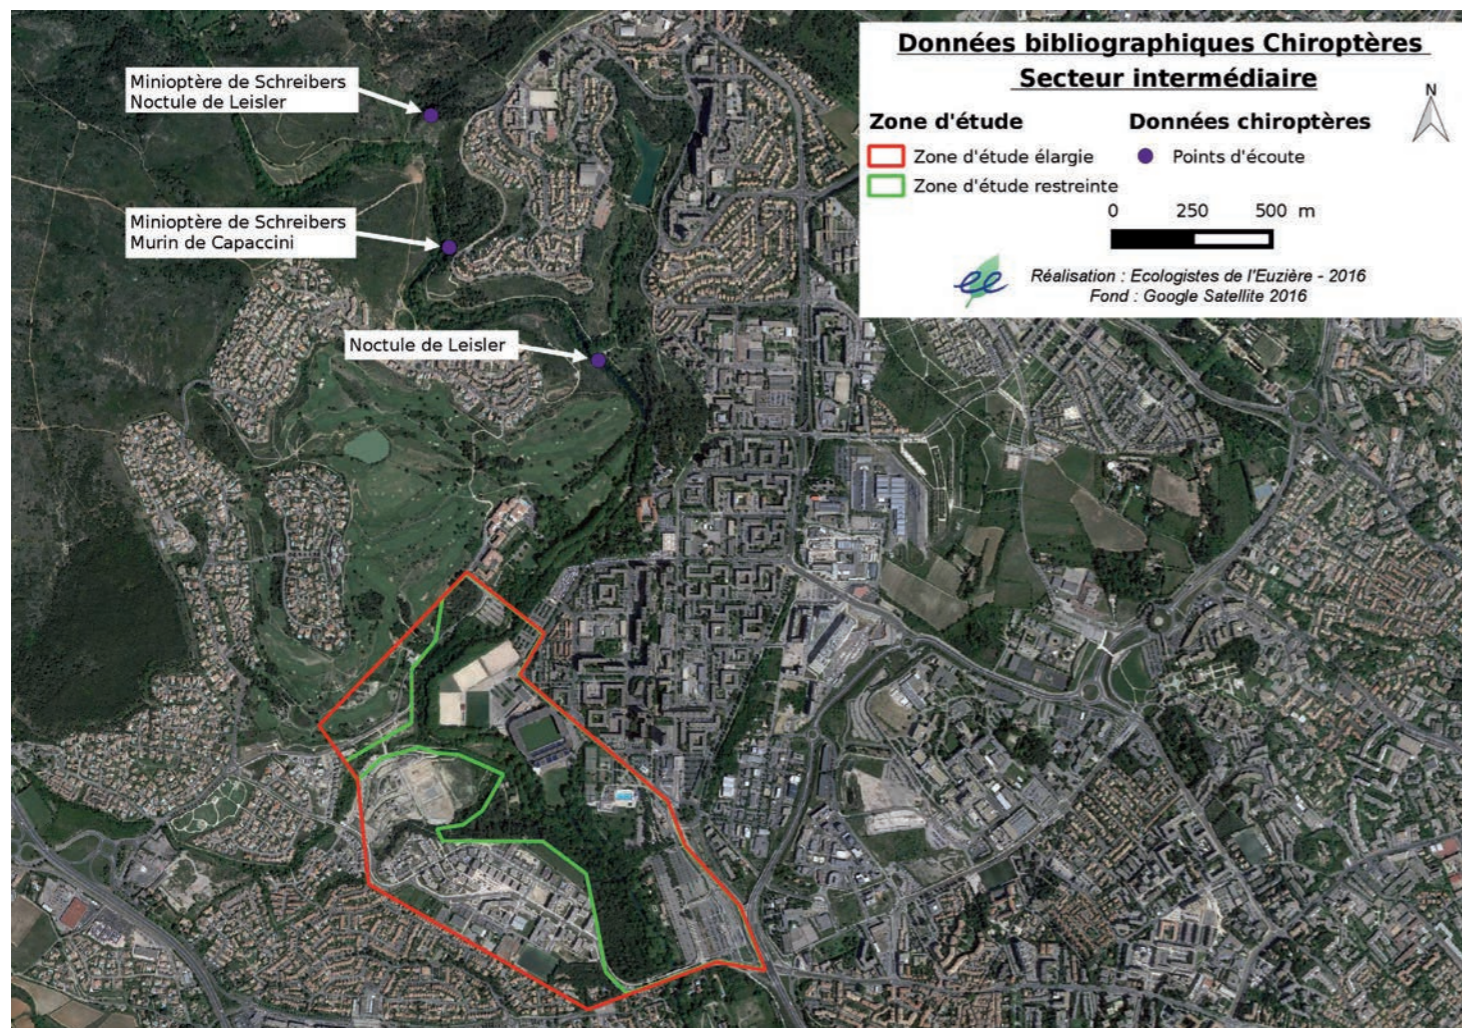 Données bibliographiques Chiroptères
Secteur intermédiaire
Zone d'étude
Zone d'étude élargie
Zone d'étude restreinte
Données chiroptères
Points d'écoute
N
0 250 500 m
ee
Réalisation : Ecologistes de l'Euzière - 2016
Fond : Google Satellite 2016
Minioptère de Schreibers
Noctule de Leisler
Minioptère de Schreibers
Murin de Capaccini
Noctule de Leisler